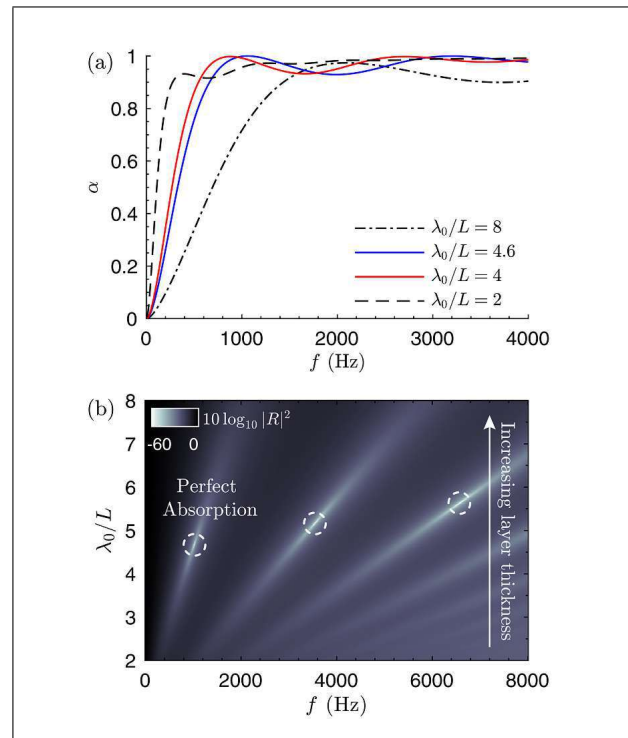 (a)
1
0.8
0.6
0.4
0.2
0
α
λ₀/L = 8
λ₀/L = 4.6
λ₀/L = 4
λ₀/L = 2
0 1000 2000 3000 4000
f (Hz)
(b)
8
7
6
5
4
3
2
λ₀/L
10 log₁₀ |R|²
-60 0
Perfect
Absorption
Increasing layer thickness
0 2000 4000 6000 8000
f (Hz)